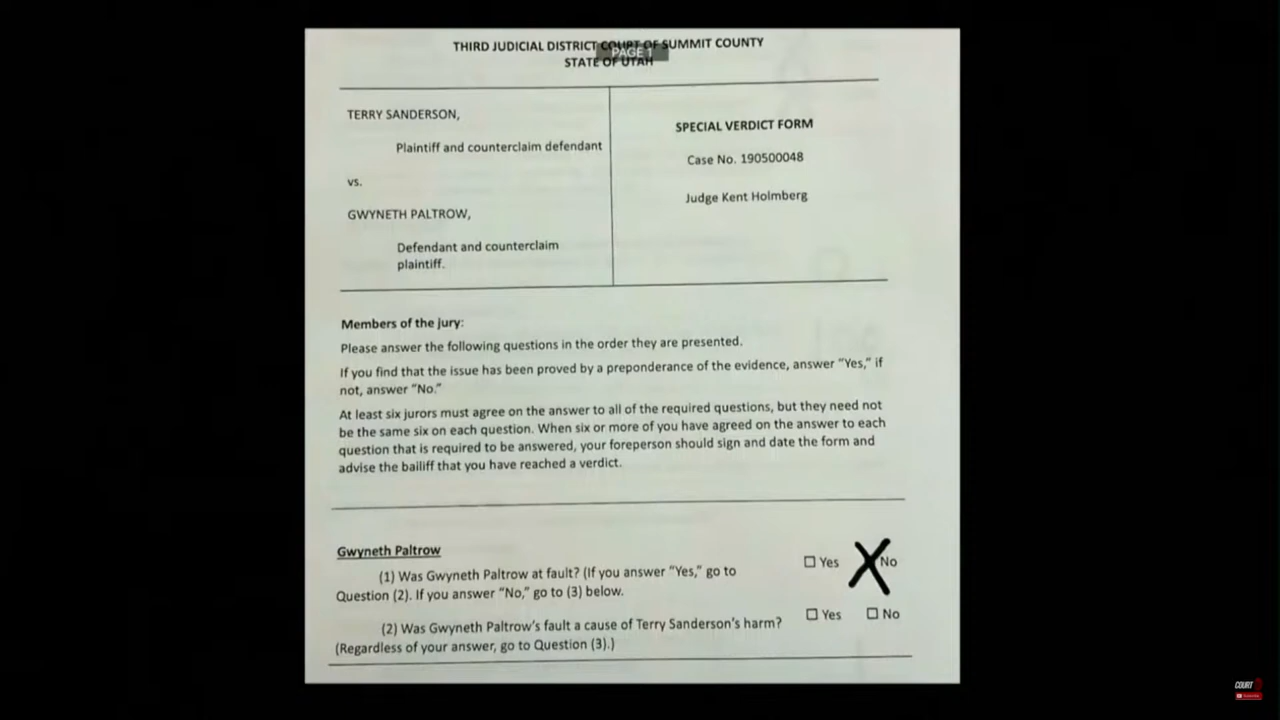 THIRD JUDICIAL DISTRICT COURT OF SUMMIT COUNTY
PAGE 1
STATE OF UTAH
TERRY SANDERSON,
Plaintiff and counterclaim defendant
vs.
GWYNETH PALTROW,
Defendant and counterclaim
plaintiff.
SPECIAL VERDICT FORM
Case No. 190500048
Judge Kent Holmberg
Members of the jury:
Please answer the following questions in the order they are presented.
If you find that the issue has been proved by a preponderance of the evidence, answer “Yes,” if
not, answer “No.”
At least six jurors must agree on the answer to all of the required questions, but they need not
be the same six on each question. When six or more of you have agreed on the answer to each
question that is required to be answered, your foreperson should sign and date the form and
advise the bailiff that you have reached a verdict.
Gwyneth Paltrow
(1) Was Gwyneth Paltrow at fault? (If you answer “Yes,” go to
Question (2). If you answer “No,” go to (3) below.
☐ Yes X No
(2) Was Gwyneth Paltrow’s fault a cause of Terry Sanderson’s harm?
(Regardless of your answer, go to Question (3).)
☐ Yes ☐ No
COURT